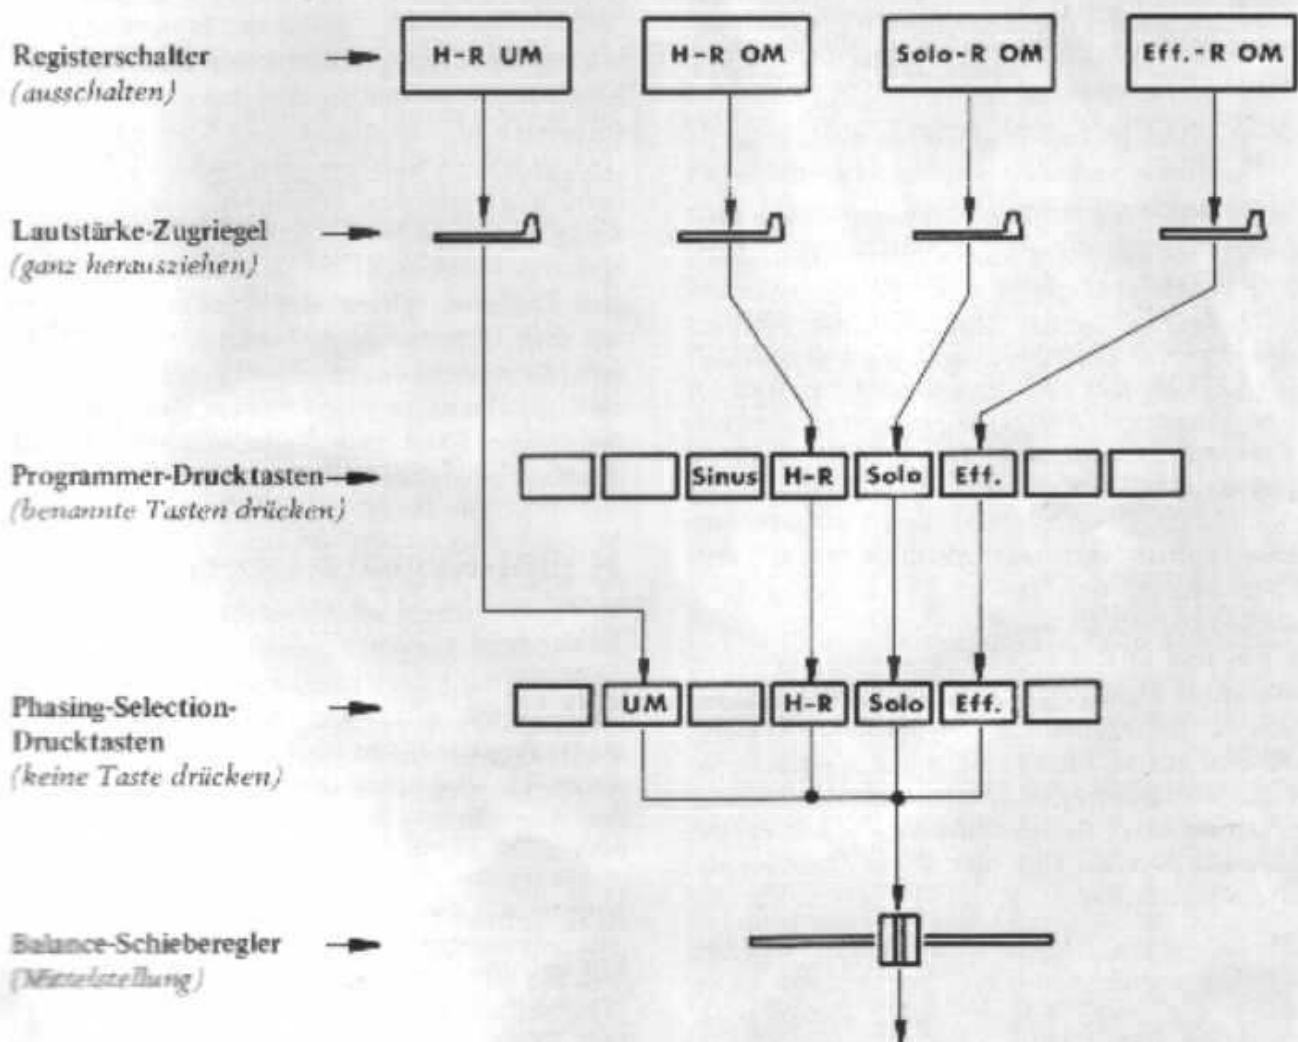 Registerschalter H-R UM H-R OM Solo-R OM Eff.-R OM
(ausschalten)
Lautstärke-Zugriegel
(ganz herausziehen)
Programmer-Drucktasten Sinus H-R Solo Eff.
(benannte Tasten drücken)
Phasing-Selection- UM H-R Solo Eff.
Drucktasten
(keine Taste drücken)
Balance-Schieberegler
(Mittelstellung)